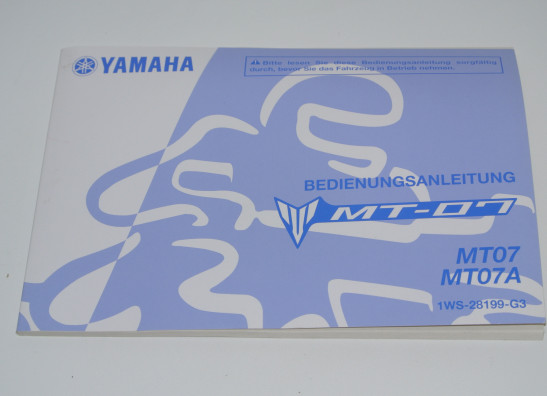 YAMAHA
Bitte lesen Sie diese Bedienungsanleitung sorgfältig
durch, bevor Sie das Fahrzeug in Betrieb nehmen.
BEDIENUNGSANLEITUNG
MT-07
MT07
MT07A
1WS-28199-G3